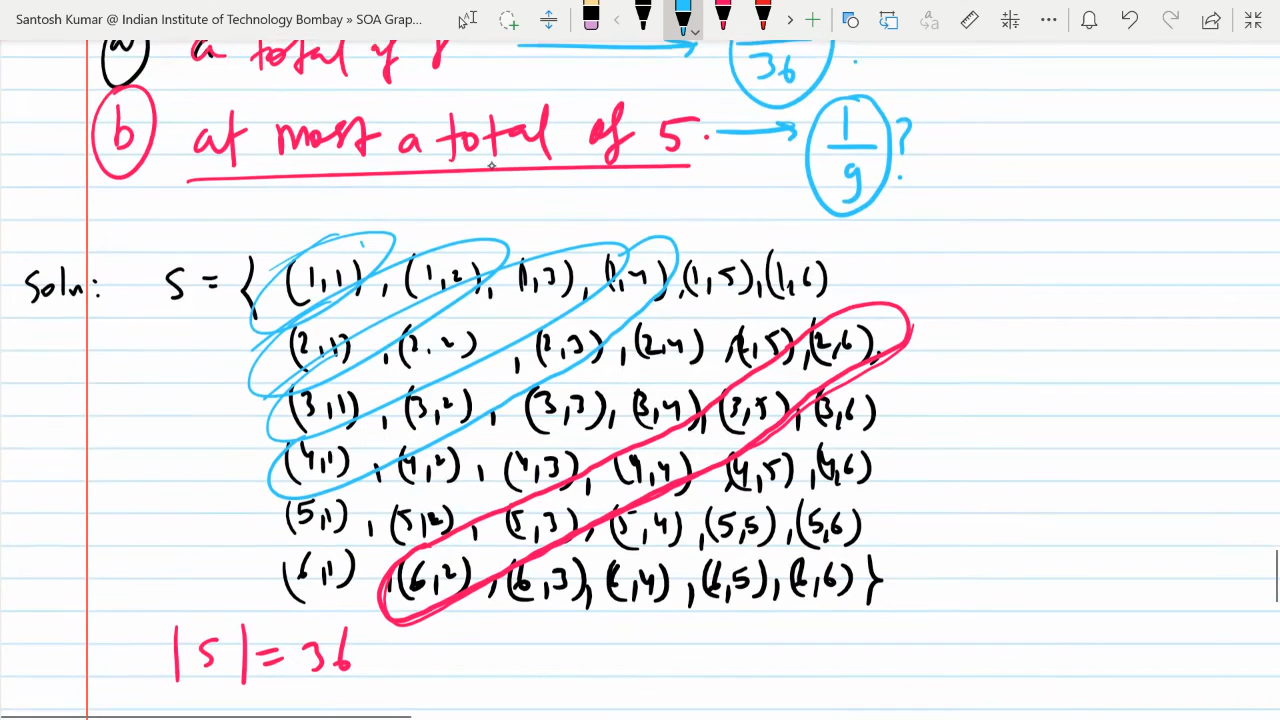 Santosh Kumar @ Indian Institute of Technology Bombay » SOA Grap...
(a) a total of 8 → /36.
(b) at most a total of 5. → 1/9?
Soln: S = { (1,1), (1,2), (1,3), (1,4), (1,5), (1,6)
(2,1), (2,2), (2,3), (2,4), (2,5), (2,6),
(3,1), (3,2), (3,3), (3,4), (3,5), (3,6)
(4,1), (4,2), (4,3), (4,4), (4,5), (4,6)
(5,1), (5,2), (5,3), (5,4), (5,5), (5,6)
(6,1), (6,2), (6,3), (6,4), (6,5), (6,6) }
|S| = 36